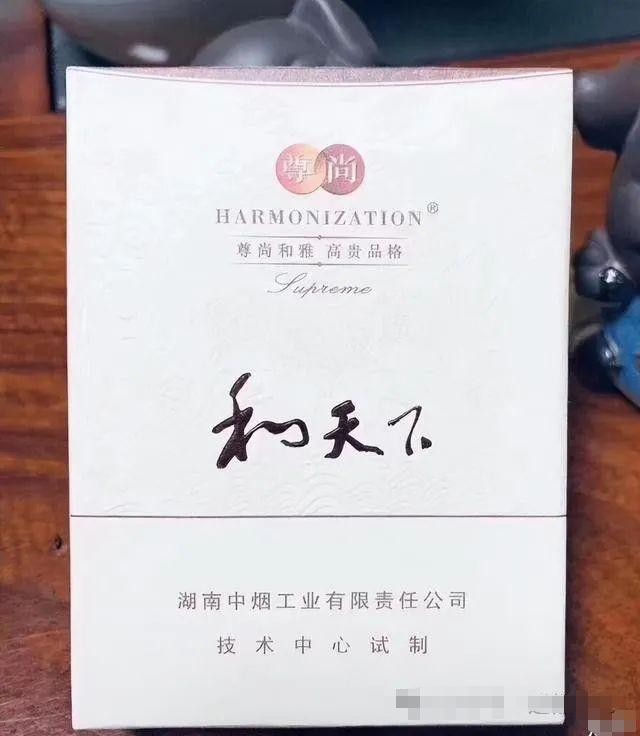 尊尚
HARMONIZATION®
尊尚和雅 高贵品格
Supreme
和天下
湖南中烟工业有限责任公司
技术中心试制